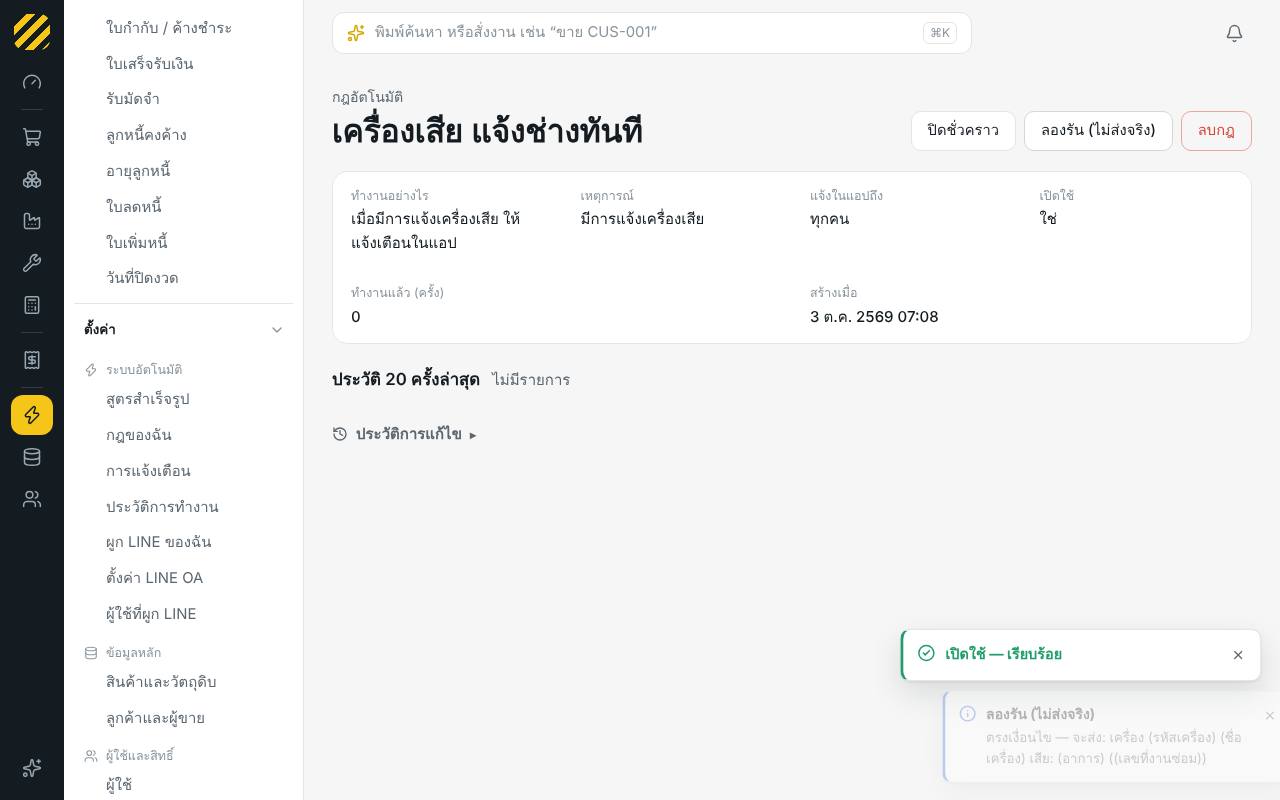 ใบกำกับ / ค้างชำระ
ใบเสร็จรับเงิน
รับมัดจำ
ลูกหนี้คงค้าง
อายุลูกหนี้
ใบลดหนี้
ใบเพิ่มหนี้
วันที่ปิดงวด
ตั้งค่า
ระบบอัตโนมัติ
สูตรสำเร็จรูป
กฎของฉัน
การแจ้งเตือน
ประวัติการทำงาน
ผูก LINE ของฉัน
ตั้งค่า LINE OA
ผู้ใช้ที่ผูก LINE
ข้อมูลหลัก
สินค้าและวัตถุดิบ
ลูกค้าและผู้ขาย
ผู้ใช้และสิทธิ์
ผู้ใช้
พิมพ์ค้นหา หรือสั่งงาน เช่น “ขาย CUS-001” ⌘K
กฎอัตโนมัติ
เครื่องเสีย แจ้งช่างทันที
ปิดชั่วคราว ลองรัน (ไม่ส่งจริง) ลบกฎ
ทำงานอย่างไร เหตุการณ์ แจ้งในแอปถึง เปิดใช้
เมื่อมีการแจ้งเครื่องเสีย ให้ มีการแจ้งเครื่องเสีย ทุกคน ใช่
แจ้งเตือนในแอป
ทำงานแล้ว (ครั้ง) สร้างเมื่อ
0 3 ต.ค. 2569 07:08
ประวัติ 20 ครั้งล่าสุด ไม่มีรายการ
ประวัติการแก้ไข ▸
เปิดใช้ — เรียบร้อย
ลองรัน (ไม่ส่งจริง)
ตรงเงื่อนไข — จะส่ง: เครื่อง (รหัสเครื่อง) (ชื่อ
เครื่อง) เสีย: (อาการ) ((เลขที่งานซ่อม))